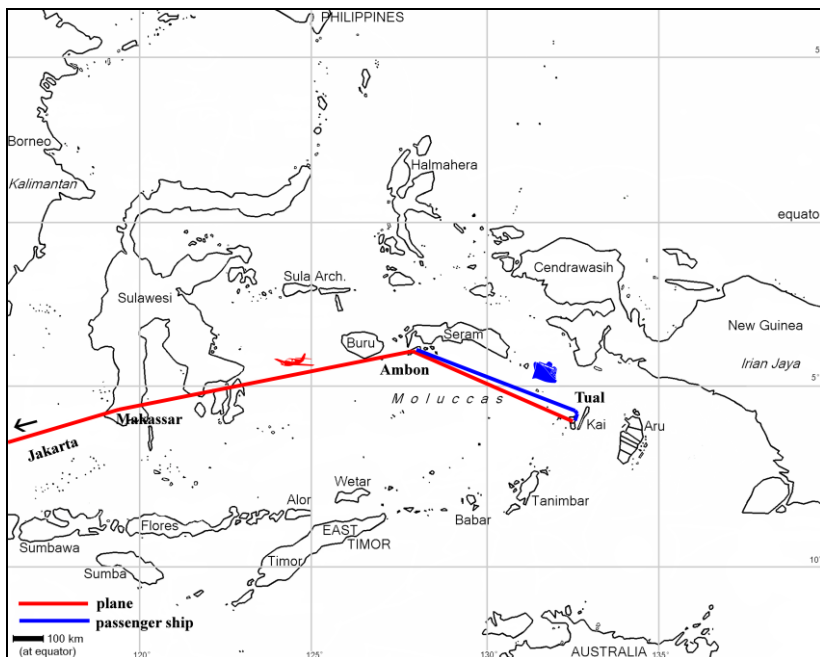 PHILIPPINES
5
Borneo
Halmahera
Kalimantan
equato
Cendrawasih
Sula Arch.
Sulawesi
New Guinea
Seram
Buru
Irian Jaya
Ambon
5°
Tual
Moluccas
Makassar
Kai
Aru
Jakarta
Wetar
Alor
Tanimbar
Babar
Flores
EAST
TIMOR
Sumbawa
Timor
Sumba
10°
plane
passenger ship
100 km
(at equator)
120°
125°
130°
135°
AUSTRALIA